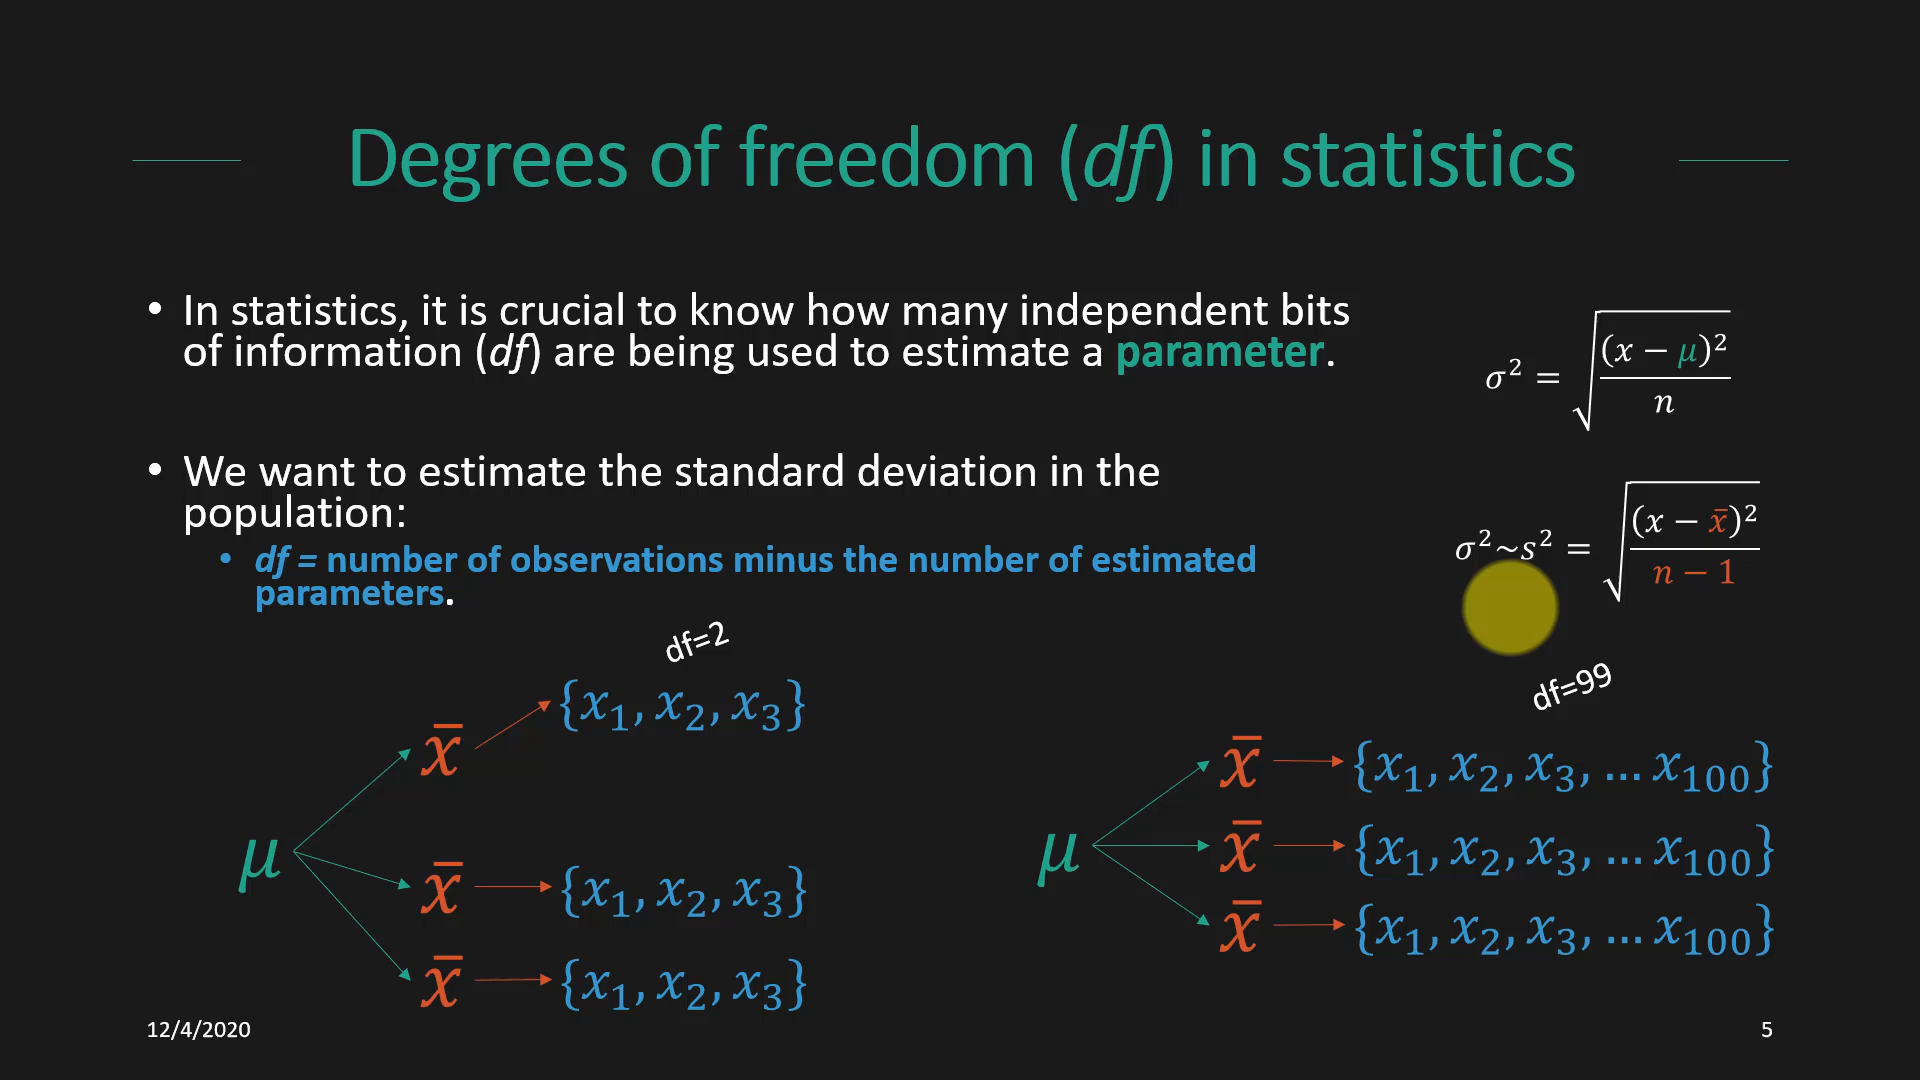 Degrees of freedom (df) in statistics
• In statistics, it is crucial to know how many independent bits
of information (df) are being used to estimate a parameter.
σ² = √((x − μ)² / n)
• We want to estimate the standard deviation in the
population:
• df = number of observations minus the number of estimated
parameters.
σ²~s² = √((x − x̄)² / (n − 1))
df=2
x̄ {x₁, x₂, x₃}
μ
x̄ {x₁, x₂, x₃}
x̄ {x₁, x₂, x₃}
df=99
x̄ {x₁, x₂, x₃, … x₁₀₀}
μ x̄ {x₁, x₂, x₃, … x₁₀₀}
x̄ {x₁, x₂, x₃, … x₁₀₀}
12/4/2020
5